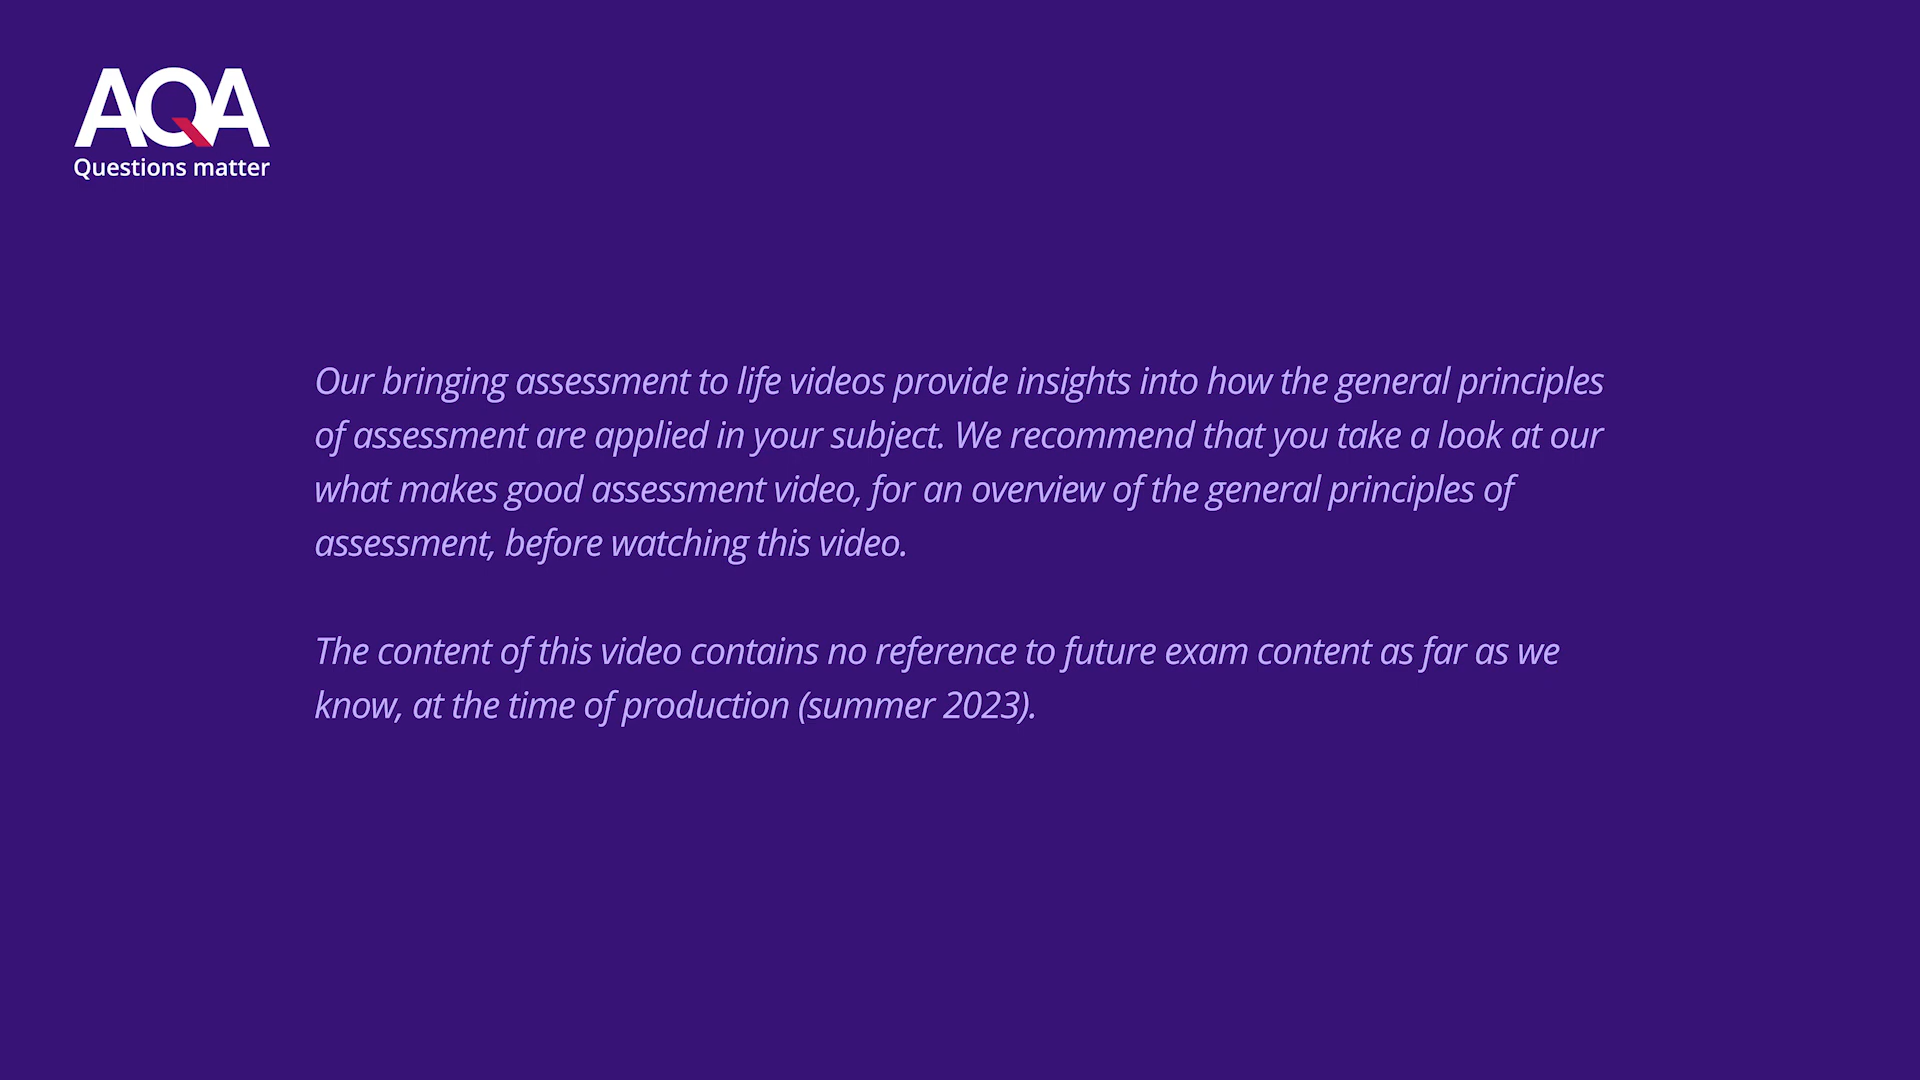 AQA
Questions matter
Our bringing assessment to life videos provide insights into how the general principles
of assessment are applied in your subject. We recommend that you take a look at our
what makes good assessment video, for an overview of the general principles of
assessment, before watching this video.
The content of this video contains no reference to future exam content as far as we
know, at the time of production (summer 2023).